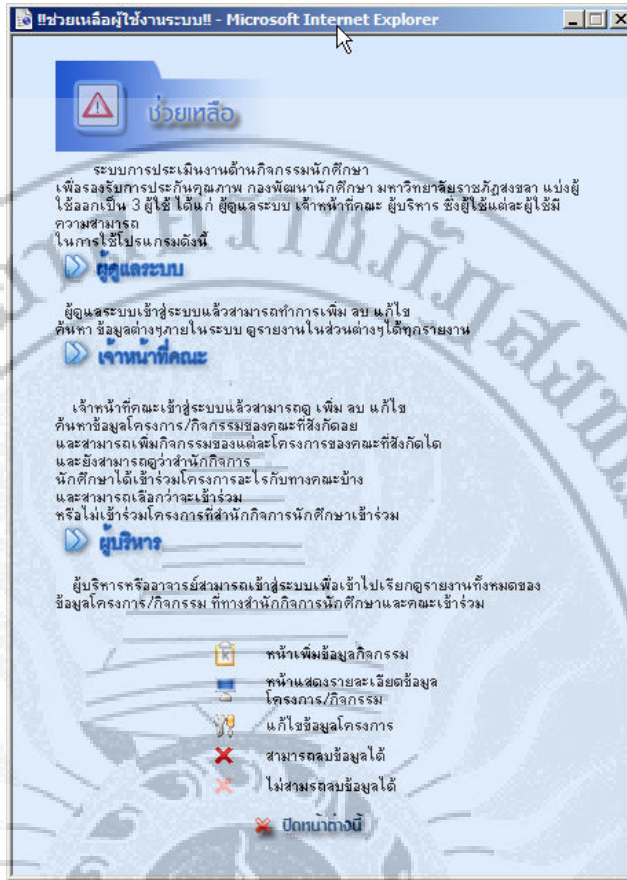 !!ช่วยเหลือผู้ใช้งานระบบ!! - Microsoft Internet Explorer
ช่วยเหลือ
ระบบการประเมินงานด้านกิจกรรมนักศึกษา
เพื่อรองรับการประกันคุณภาพ กองพัฒนานักศึกษา มหาวิทยาลัยราชภัฏสงขลา แบ่งผู้
ใช้ออกเป็น 3 ผู้ใช้ ได้แก่ ผู้ดูแลระบบ เจ้าหน้าที่คณะ ผู้บริหาร ซึ่งผู้ใช้แต่ละผู้ใช้มี
ความสามารถ
ในการใช้โปรแกรมดังนี้
ผู้ดูแลระบบ
ผู้ดูแลระบบเข้าสู่ระบบแล้วสามารถทำการเพิ่ม ลบ แก้ไข
ค้นหา ข้อมูลต่างๆภายในระบบ ดูรายงานในส่วนต่างๆได้ทุกรายงาน
เจ้าหน้าที่คณะ
เจ้าหน้าที่คณะเข้าสู่ระบบแล้วสามารถดู เพิ่ม ลบ แก้ไข
ค้นหาข้อมูลโครงการ/กิจกรรมของคณะที่สังกัดอย
และสามารถเพิ่มกิจกรรมของแต่ละโครงการของคณะที่สังกัดได
และยังสามารถดูว่าสำนักกิจการ
นักศึกษาได้เข้าร่วมโครงการอะไรกับทางคณะบ้าง
และสามารถเลือกว่าจะเข้าร่วม
หรือไม่เข้าร่วมโครงการที่สำนักกิจการนักศึกษาเข้าร่วม
ผู้บริหาร
ผู้บริหารหรืออาจารย์สามารถเข้าสู่ระบบเพื่อเข้าไปเรียกดูรายงานทั้งหมดของ
ข้อมูลโครงการ/กิจกรรม ที่ทางสำนักกิจการนักศึกษาและคณะเข้าร่วม
หน้าเพิ่มข้อมูลกิจกรรม
หน้าแสดงรายละเอียดข้อมูล
โครงการ/กิจกรรม
แก้ไขข้อมูลโครงการ
สามารถลบข้อมูลได้
ไม่สามรถลบข้อมูลได้
ปิดหน้าต่างนี้